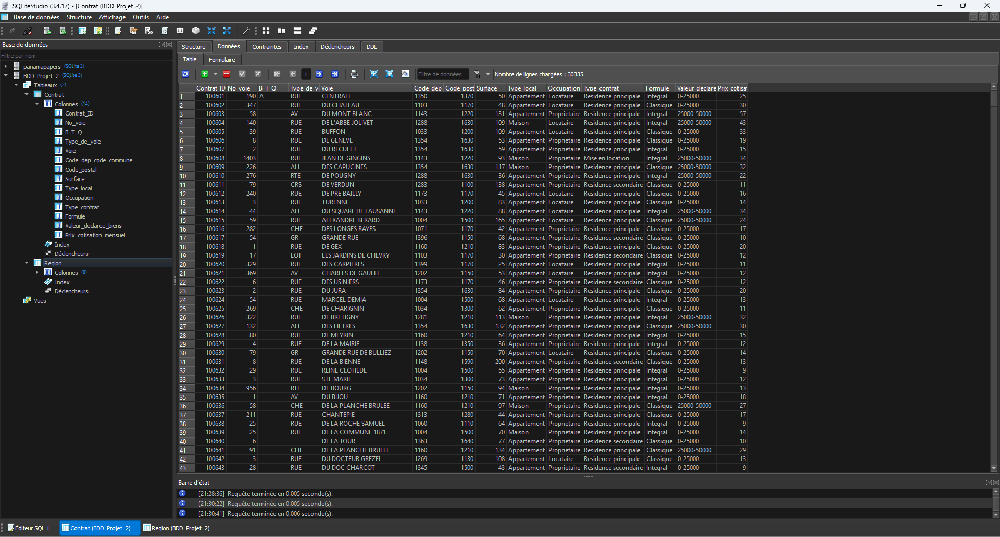 SQLiteStudio (3.4.17) - [Contrat (BDD_Projet_2)]
Base de données Structure Affichage Outils Aide
Base de données
Filtre par nom
panamapapers (SQLite 3)
BDD_Projet_2 (SQLite 3)
Tableaux (2)
Contrat
Colonnes (14)
Contrat_ID
No_voie
B_T_Q
Type_de_voie
Voie
Code_dep_code_commune
Code_postal
Surface
Type_local
Occupation
Type_contrat
Formule
Valeur_declaree_biens
Prix_cotisation_mensuel
Index
Déclencheurs
Region
Colonnes (8)
Index
Déclencheurs
Vues
Structure Données Contraintes Index Déclencheurs DDL
Table Formulaire
1 Filtre de données Nombre de lignes chargées : 30335
Contrat_ID No_voie B_T_Q Type_de_v Voie Code_dep Code_post Surface Type_local Occupation Type_contrat Formule Valeur_declare Prix_cotisat
1 100601 190 A RUE CENTRALE 1350 1370 50 Appartement Locataire Residence principale Integral 0-25000 25
2 100602 347 RUE DU CHATEAU 1103 1170 48 Appartement Locataire Residence principale Classique 0-25000 30
3 100603 58 AV DU MONT BLANC 1143 1220 131 Appartement Proprietaire Residence principale Integral 25000-50000 57
4 100604 140 RUE DE L'ABBE JOLIVET 1288 1630 109 Maison Locataire Residence principale Integral 25000-50000 43
5 100605 39 RUE BUFFON 1033 1200 109 Appartement Locataire Residence principale Classique 0-25000 33
6 100606 8 RUE DE GENEVE 1354 1630 53 Appartement Proprietaire Residence principale Classique 0-25000 19
7 100607 2 RUE DU RECULET 1354 1630 59 Appartement Proprietaire Residence principale Integral 0-25000 15
8 100608 1403 RUE JEAN DE GINGINS 1143 1220 93 Maison Proprietaire Mise en location Integral 25000-50000 34
9 100609 226 ALL DES CAPUCINES 1354 1630 117 Maison Proprietaire Residence principale Classique 25000-50000 32
10 100610 276 RTE DE POUGNY 1288 1630 36 Appartement Proprietaire Residence principale Integral 25000-50000 22
11 100611 79 CRS DE VERDUN 1283 1100 138 Appartement Proprietaire Residence secondaire Classique 0-25000 11
12 100612 240 RUE DE PRE BAILLY 1173 1170 45 Appartement Locataire Residence principale Classique 0-25000 16
13 100613 3 RUE TURENNE 1033 1200 83 Appartement Locataire Residence principale Classique 0-25000 14
14 100614 44 ALL DU SQUARE DE LAUSANNE 1143 1220 88 Appartement Locataire Residence principale Integral 25000-50000 34
15 100615 59 RUE ALEXANDRE BERARD 1004 1500 165 Appartement Locataire Residence principale Classique 25000-50000 24
16 100616 282 CHE DES LONGES RAYES 1071 1170 42 Appartement Proprietaire Residence principale Classique 0-25000 17
17 100617 54 GR GRANDE RUE 1396 1150 68 Appartement Proprietaire Residence secondaire Classique 0-25000 10
18 100618 1 RUE DE GEX 1160 1210 83 Appartement Proprietaire Residence principale Classique 0-25000 20
19 100619 17 LOT LES JARDINS DE CHEVRY 1103 1170 30 Appartement Proprietaire Residence secondaire Classique 0-25000 12
20 100620 329 RUE DES CARPIERES 1399 1170 25 Appartement Locataire Residence principale Classique 0-25000 11
21 100621 369 AV CHARLES DE GAULLE 1202 1150 53 Appartement Locataire Residence principale Classique 0-25000 12
22 100622 6 RUE DES USINIERS 1173 1170 46 Appartement Proprietaire Residence secondaire Classique 0-25000 12
23 100623 2 RUE DU JURA 1354 1630 84 Appartement Proprietaire Residence principale Classique 0-25000 20
24 100624 54 RUE MARCEL DEMIA 1004 1500 68 Appartement Locataire Residence principale Integral 0-25000 13
25 100625 269 CHE DE CHARIGNIN 1034 1300 62 Appartement Proprietaire Residence principale Classique 0-25000 11
26 100626 322 RUE DE BRETIGNY 1281 1210 113 Maison Proprietaire Residence principale Integral 25000-50000 32
27 100627 132 ALL DES HETRES 1354 1630 132 Appartement Proprietaire Residence principale Classique 25000-50000 30
28 100628 80 RUE DE MEYRIN 1160 1210 64 Appartement Proprietaire Residence principale Integral 0-25000 15
29 100629 4 RUE DE LA MAIRIE 1138 1350 36 Appartement Proprietaire Residence principale Integral 0-25000 12
30 100630 79 GR GRANDE RUE DE BULLIEZ 1202 1150 70 Appartement Locataire Residence principale Classique 0-25000 14
31 100631 8 RUE DE LA BIENNE 1148 1590 200 Appartement Proprietaire Residence secondaire Integral 0-25000 13
32 100632 29 RUE REINE CLOTILDE 1004 1500 55 Appartement Proprietaire Residence principale Integral 0-25000 9
33 100633 3 RUE STE MARIE 1034 1300 73 Appartement Proprietaire Residence principale Integral 0-25000 12
34 100634 956 RTE DE BOURG 1202 1150 94 Maison Proprietaire Residence principale Integral 0-25000 13
35 100635 1 AV DU BIJOU 1160 1210 71 Appartement Proprietaire Residence principale Integral 0-25000 18
36 100636 58 CHE DE LA PLANCHE BRULEE 1160 1210 97 Maison Proprietaire Residence principale Classique 25000-50000 27
37 100637 211 RUE CHANTEPIE 1313 1280 44 Appartement Proprietaire Residence principale Classique 0-25000 17
38 100638 25 RUE DE LA ROCHE SAMUEL 1060 1110 64 Appartement Proprietaire Residence principale Integral 0-25000 9
39 100639 25 RUE DE LA COMMUNE 1871 1004 1500 70 Maison Proprietaire Residence principale Integral 0-25000 14
40 100640 6 DE LA TOUR 1363 1640 77 Appartement Proprietaire Residence secondaire Classique 0-25000 10
41 100641 91 CHE DE LA PLANCHE BRULEE 1160 1210 134 Appartement Proprietaire Residence principale Classique 25000-50000 29
42 100642 3 RUE DU DOCTEUR GREZEL 1269 1130 108 Appartement Locataire Residence principale Classique 0-25000 13
43 100643 28 RUE DU DOC CHARCOT 1345 1500 43 Appartement Proprietaire Residence secondaire Integral 0-25000 9
Barre d'état
[21:28:36] Requête terminée en 0.005 seconde(s).
[21:30:22] Requête terminée en 0.005 seconde(s).
[21:30:41] Requête terminée en 0.006 seconde(s).
Éditeur SQL 1 Contrat (BDD_Projet_2) Region (BDD_Projet_2)